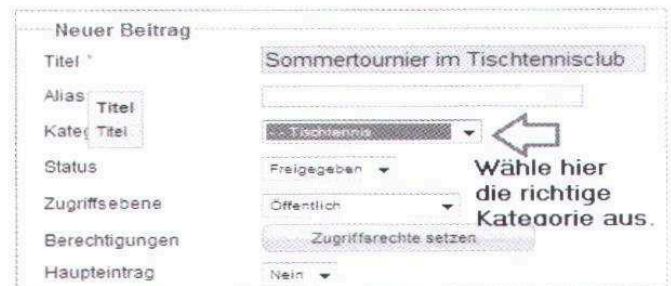 Neuer Beitrag
Titel *
Sommertournier im Tischtennisclub
Alias
Titel
Kateg
Titel
- - Tischtennis
Wähle hier
die richtige
Kategorie aus.
Status
Freigegeben
Zugriffsebene
Öffentlich
Berechtigungen
Zugriffsrechte setzen
Haupteintrag
Nein